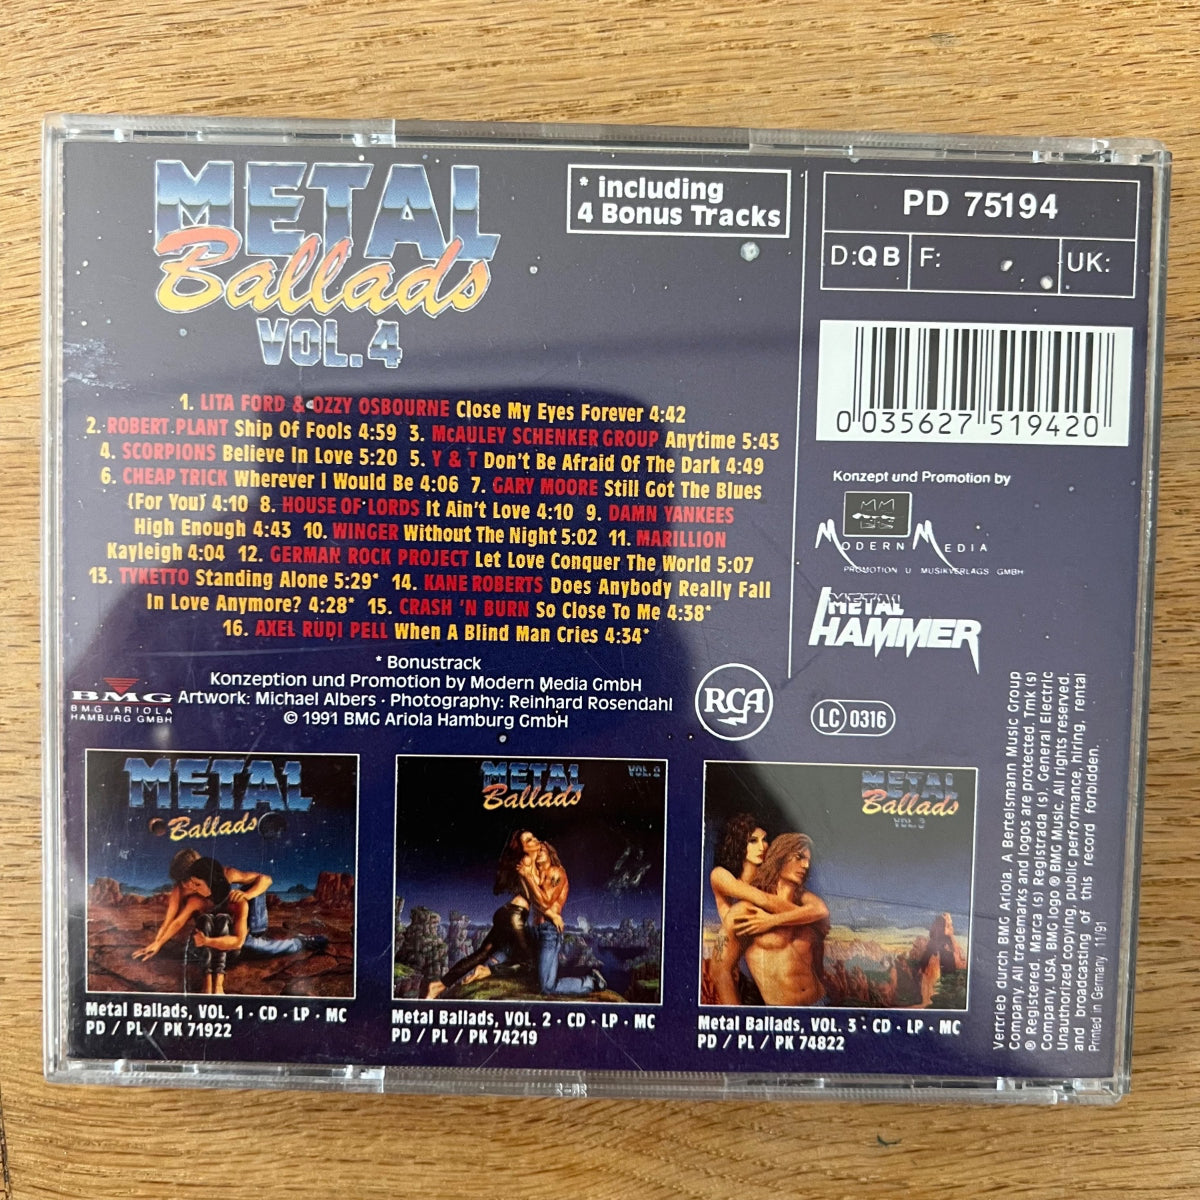 METAL
Ballads
VOL. 4
* including
4 Bonus Tracks
PD 75194
D:QB F: UK:
0 035627 519420
1. LITA FORD & OZZY OSBOURNE Close My Eyes Forever 4:42
2. ROBERT PLANT Ship Of Fools 4:59 3. McAULEY SCHENKER GROUP Anytime 5:43
4. SCORPIONS Believe In Love 5:20 5. Y & T Don't Be Afraid Of The Dark 4:49
6. CHEAP TRICK Wherever I Would Be 4:06 7. GARY MOORE Still Got The Blues
(For You) 4:10 8. HOUSE OF LORDS It Ain't Love 4:10 9. DAMN YANKEES
High Enough 4:43 10. WINGER Without The Night 5:02 11. MARILLION
Kayleigh 4:04 12. GERMAN ROCK PROJECT Let Love Conquer The World 5:07
13. TYKETTO Standing Alone 5:29* 14. KANE ROBERTS Does Anybody Really Fall
In Love Anymore? 4:28* 15. CRASH 'N BURN So Close To Me 4:38*
16. AXEL RUDI PELL When A Blind Man Cries 4:34*
* Bonustrack
Konzeption und Promotion by Modern Media GmbH
Artwork: Michael Albers · Photography: Reinhard Rosendahl
© 1991 BMG Ariola Hamburg GmbH
BMG
BMG ARIOLA
HAMBURG GMBH
RCA
LC 0316
Konzept und Promotion by
MM
MODERN MEDIA
PROMOTION U MUSIKVERLAGS GMBH
METAL
HAMMER
METAL
Ballads
METAL
Ballads
VOL. 2
METAL
Ballads
VOL. 3
Metal Ballads, VOL. 1 · CD · LP · MC
PD / PL / PK 71922
Metal Ballads, VOL. 2 · CD · LP · MC
PD / PL / PK 74219
Metal Ballads, VOL. 3 · CD · LP · MC
PD / PL / PK 74822
Vertrieb durch BMG Ariola. A Bertelsmann Music Group
Company. All trademarks and logos are protected. Tmk (s)
® Registered. Marca (s) Registrada (s). General Electric
Company. USA. BMG logo ® BMG Music. All rights reserved.
Unauthorized copying, public performance, hiring, rental
and broadcasting of this record forbidden.
Printed in Germany 11/91